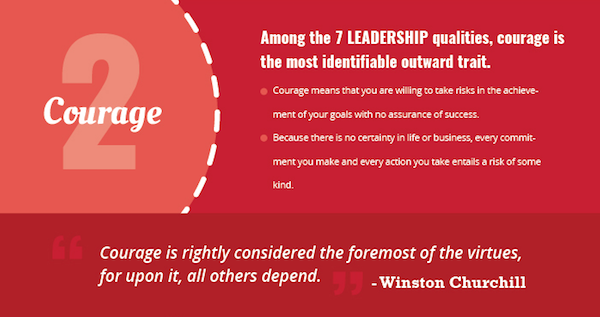 2
Courage
Among the 7 LEADERSHIP qualities, courage is
the most identifiable outward trait.
Courage means that you are willing to take risks in the achieve-
ment of your goals with no assurance of success.
Because there is no certainty in life or business, every commit-
ment you make and every action you take entails a risk of some
kind.
“ Courage is rightly considered the foremost of the virtues,
for upon it, all others depend. ” - Winston Churchill